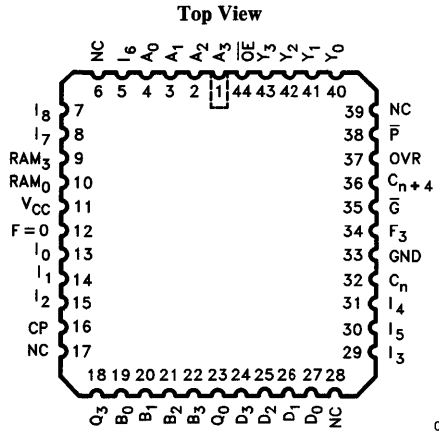 Top View
NC I6 A0 A1 A2 A3 O̅E̅ Y3 Y2 Y1 Y0
6 5 4 3 2 1 44 43 42 41 40
I8 7 39 NC
I7 8 38 P̅
RAM3 9 37 OVR
RAM0 10 36 Cn+4
VCC 11 35 G̅
F=0 12 34 F3
I0 13 33 GND
I1 14 32 Cn
I2 15 31 I4
CP 16 30 I5
NC 17 29 I3
18 19 20 21 22 23 24 25 26 27 28
Q3 B0 B1 B2 B3 Q0 D3 D2 D1 D0 NC